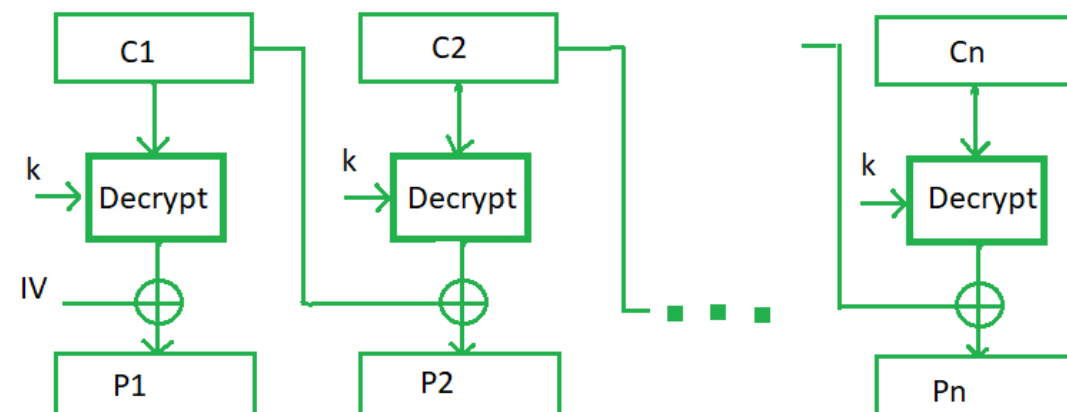 C1 C2 Cn
k Decrypt k Decrypt k Decrypt
IV
P1 P2 Pn